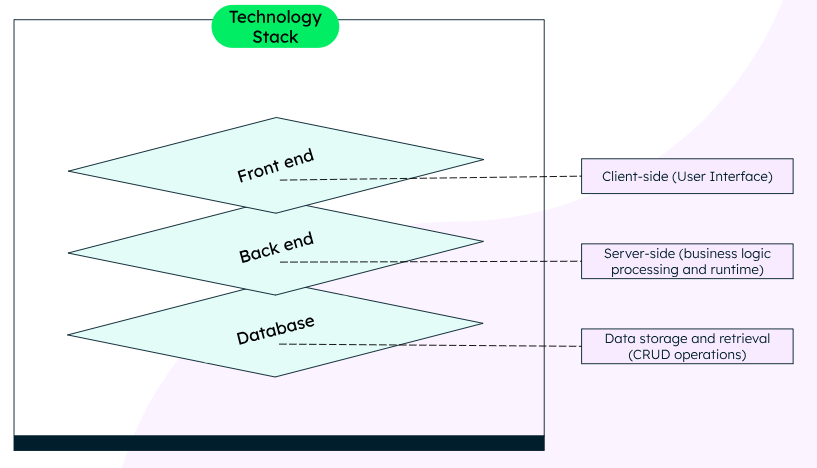 Technology
Stack
Front end
Client-side (User Interface)
Back end
Server-side (business logic
processing and runtime)
Database
Data storage and retrieval
(CRUD operations)